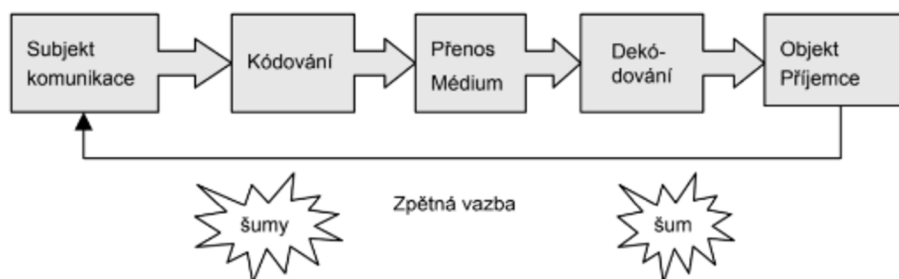 Subjekt
komunikace
Kódování
Přenos
Médium
Dekó-
dování
Objekt
Příjemce
Zpětná vazba
šumy
šum